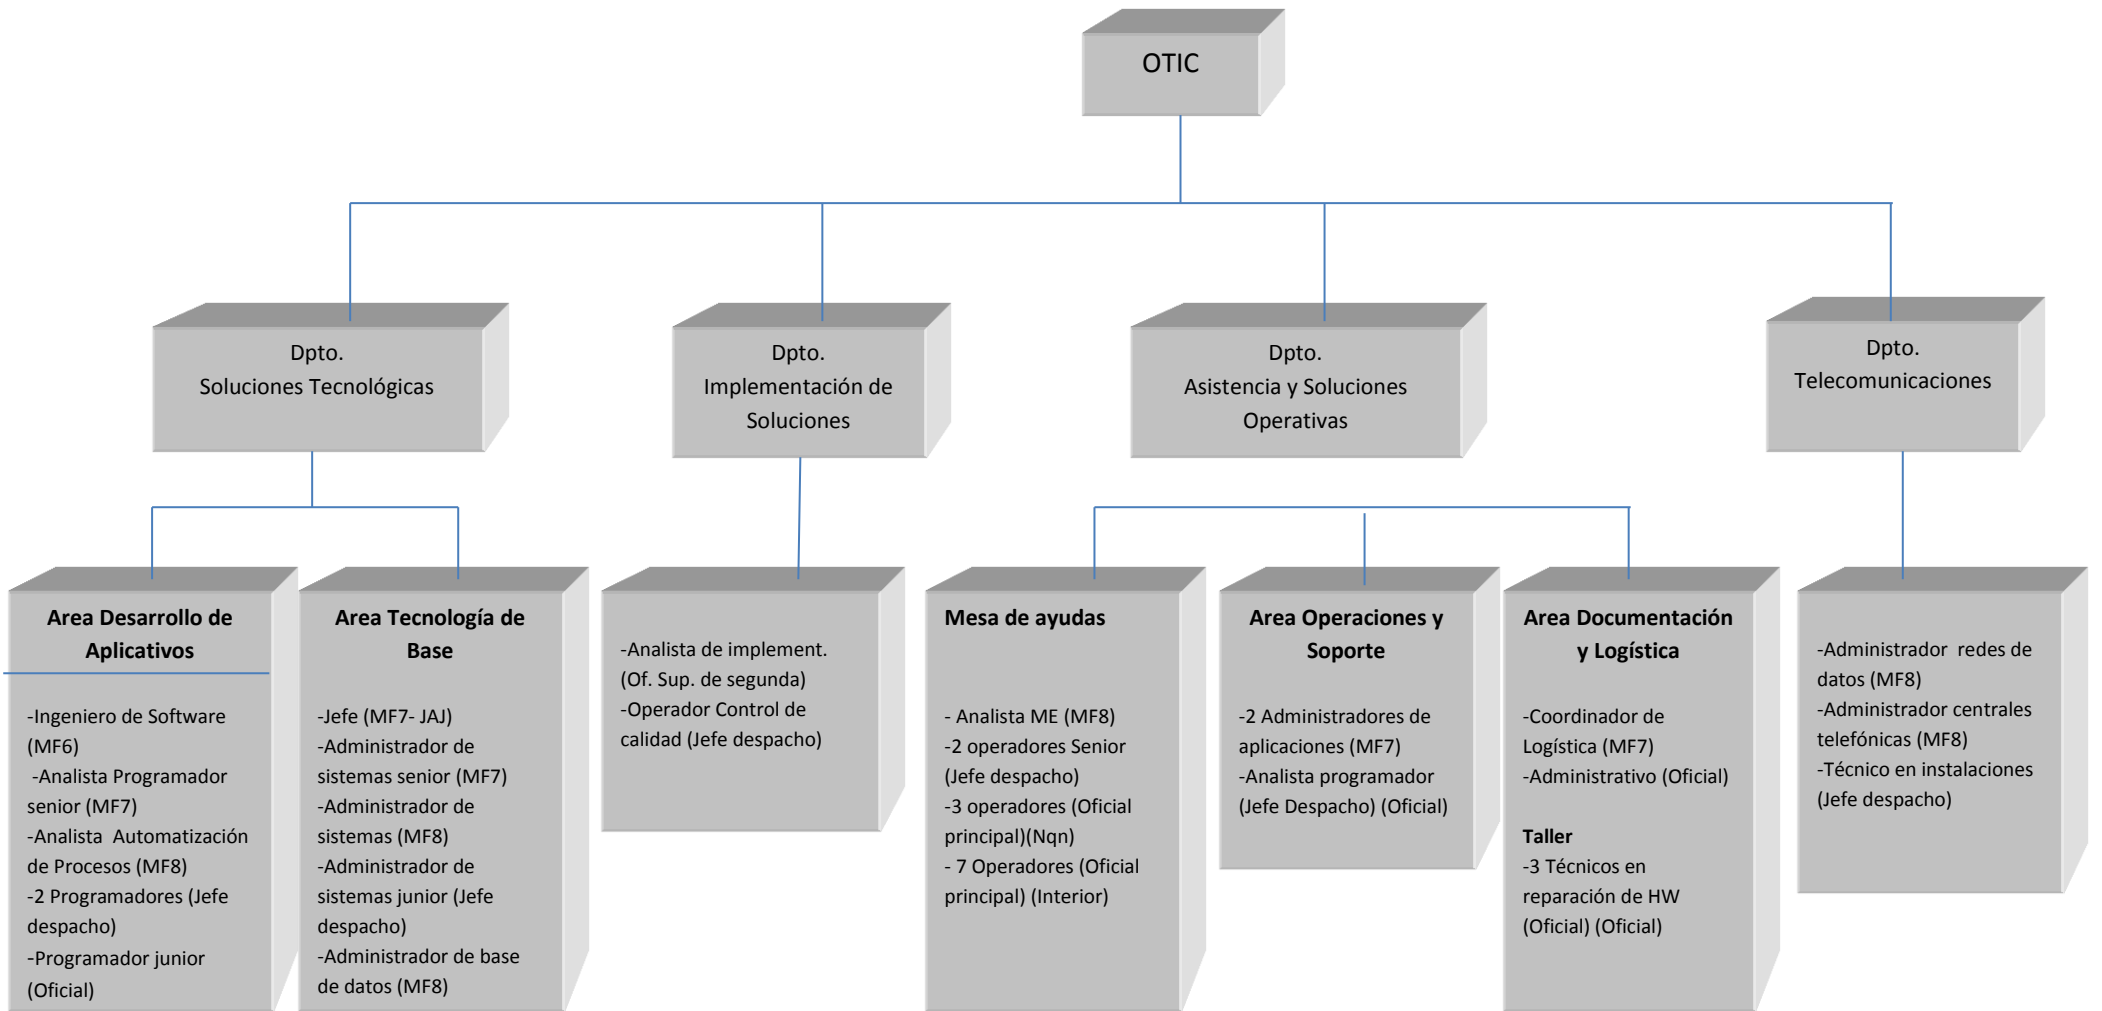 OTIC
Dpto.
Soluciones Tecnológicas
Dpto.
Implementación de
Soluciones
Dpto.
Asistencia y Soluciones
Operativas
Dpto.
Telecomunicaciones
Area Desarrollo de
Aplicativos
-Ingeniero de Software
(MF6)
-Analista Programador
senior (MF7)
-Analista Automatización
de Procesos (MF8)
-2 Programadores (Jefe
despacho)
-Programador junior
(Oficial)
Area Tecnología de
Base
-Jefe (MF7- JAJ)
-Administrador de
sistemas senior (MF7)
-Administrador de
sistemas (MF8)
-Administrador de
sistemas junior (Jefe
despacho)
-Administrador de base
de datos (MF8)
-Analista de implement.
(Of. Sup. de segunda)
-Operador Control de
calidad (Jefe despacho)
Mesa de ayudas
- Analista ME (MF8)
-2 operadores Senior
(Jefe despacho)
-3 operadores (Oficial
principal)(Nqn)
- 7 Operadores (Oficial
principal) (Interior)
Area Operaciones y
Soporte
-2 Administradores de
aplicaciones (MF7)
-Analista programador
(Jefe Despacho) (Oficial)
Area Documentación
y Logística
-Coordinador de
Logística (MF7)
-Administrativo (Oficial)
Taller
-3 Técnicos en
reparación de HW
(Oficial) (Oficial)
-Administrador redes de
datos (MF8)
-Administrador centrales
telefónicas (MF8)
-Técnico en instalaciones
(Jefe despacho)